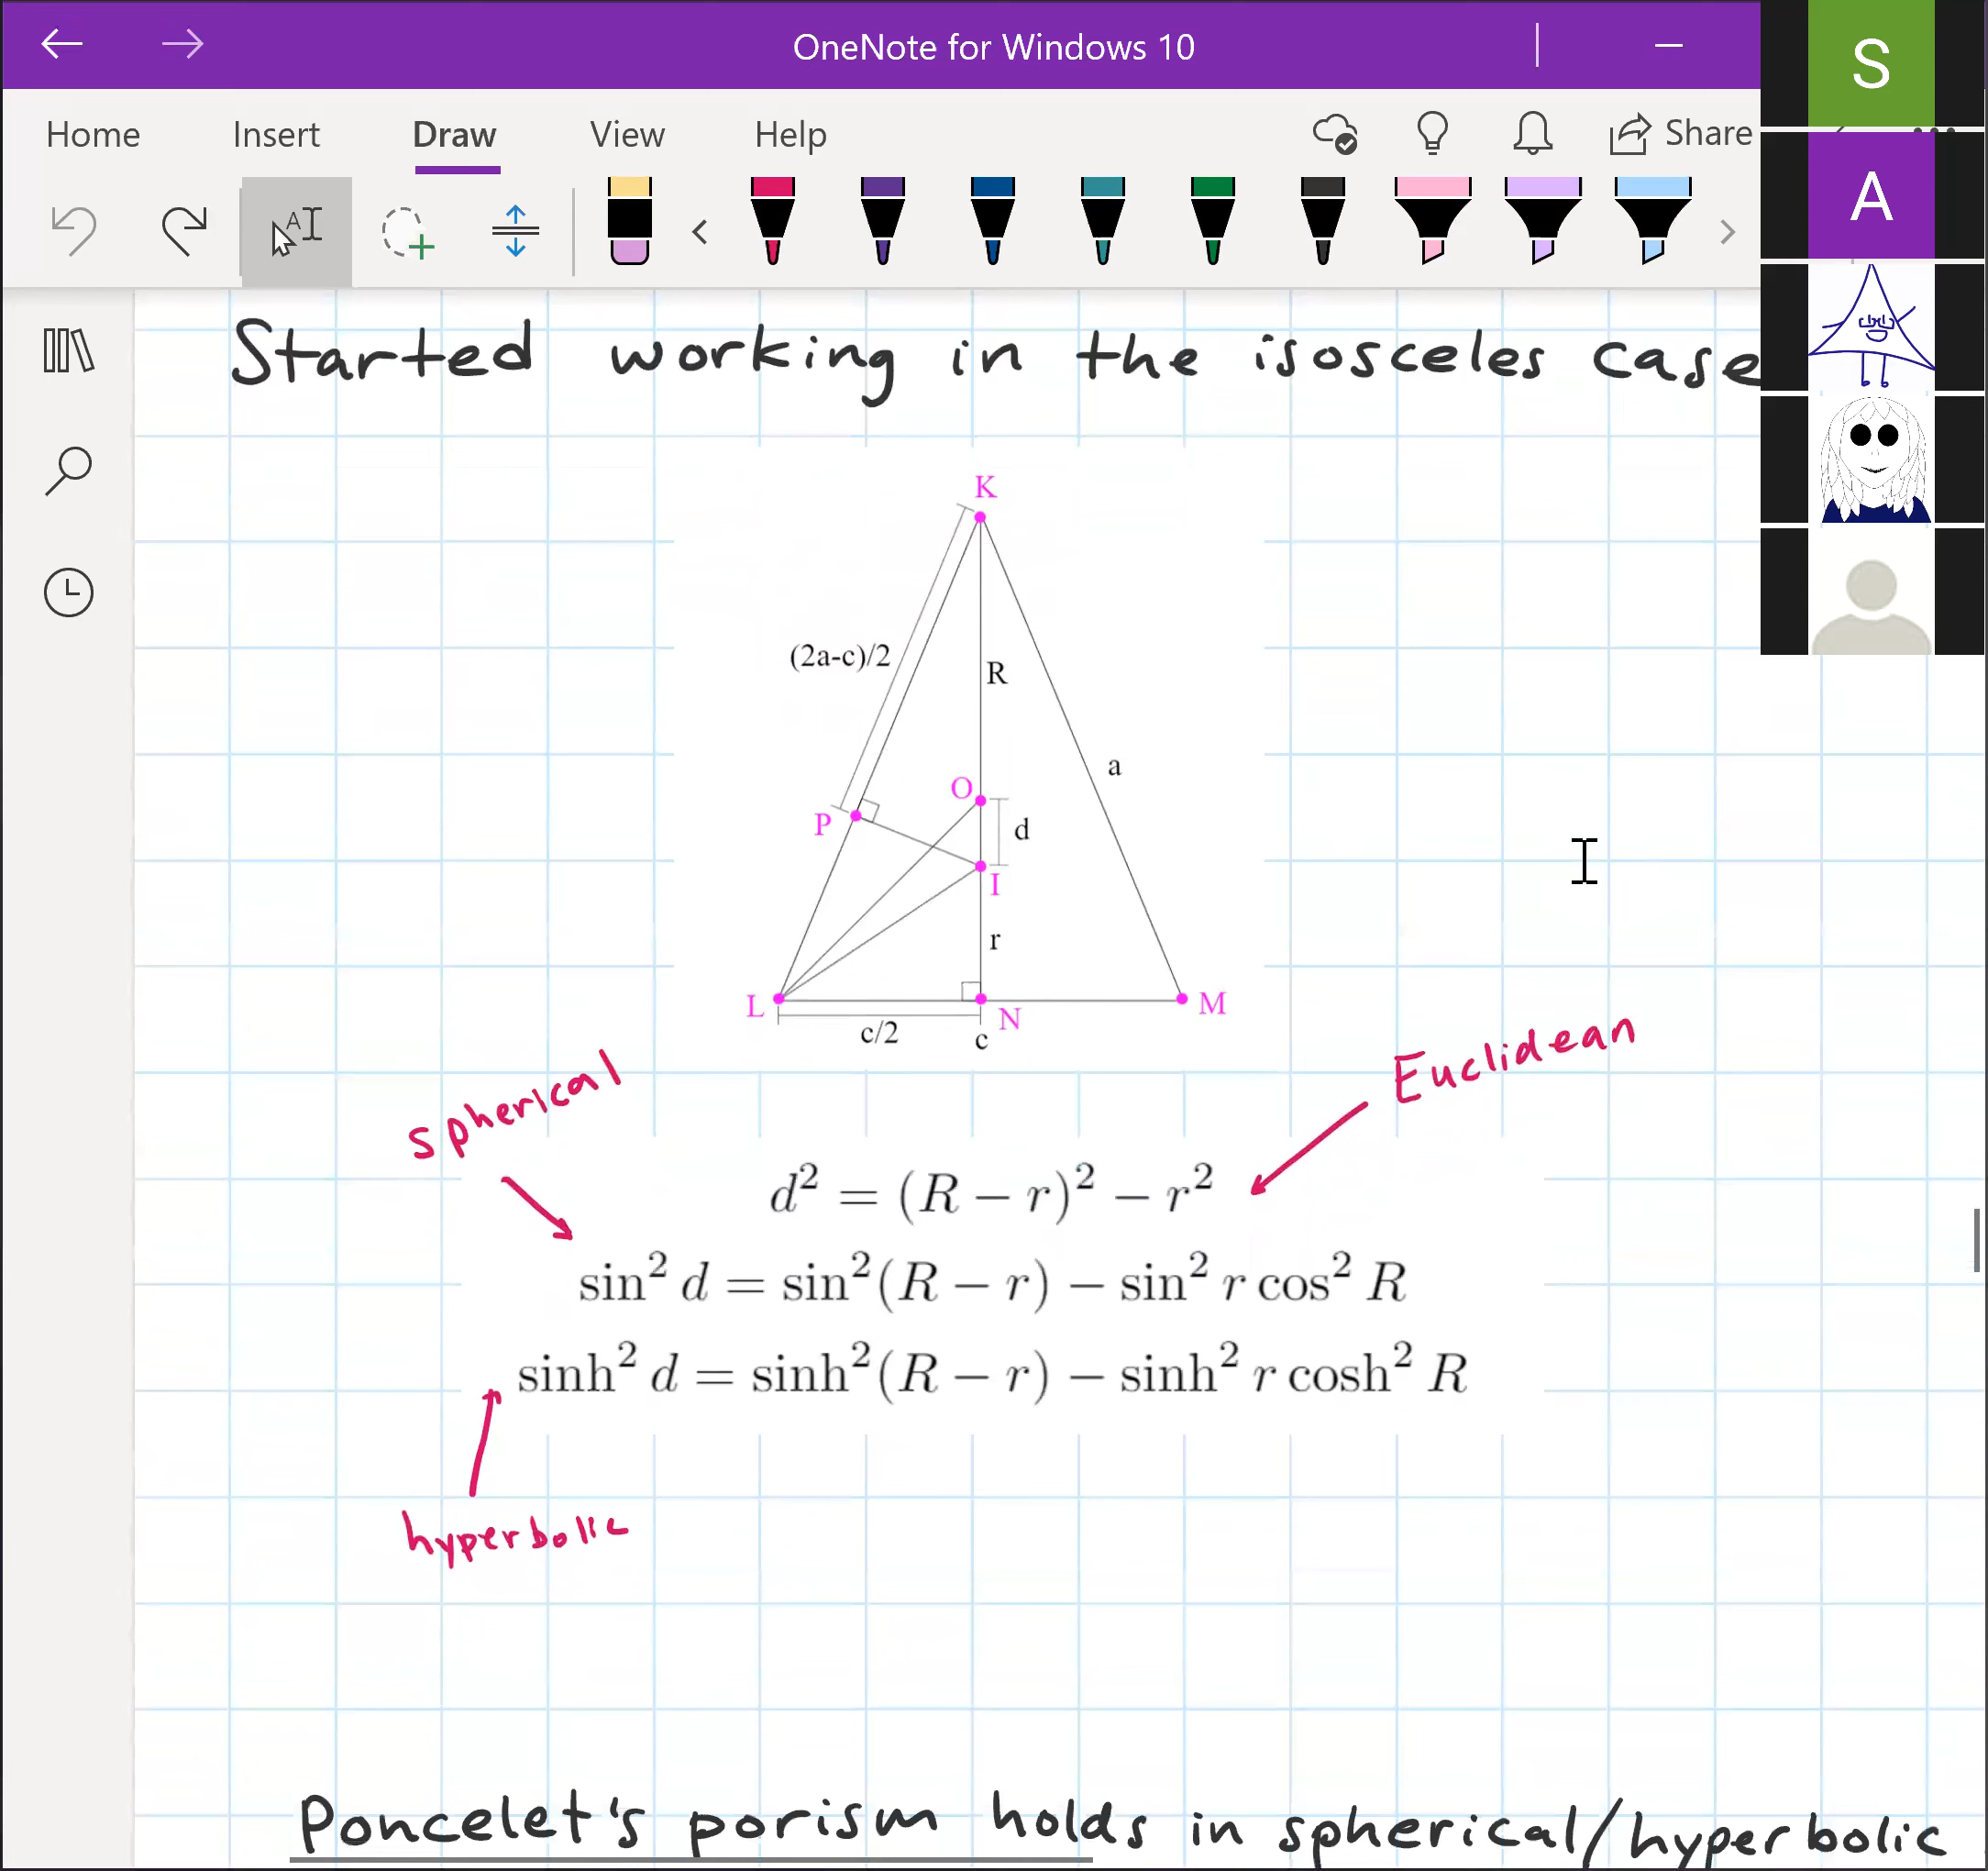 OneNote for Windows 10
Home Insert Draw View Help Share
S
A
Started working in the isosceles case
K
(2a-c)/2
R
a
O
P
d
I
r
L
N
M
c/2
c
spherical
Euclidean
d² = (R − r)² − r²
sin² d = sin²(R − r) − sin² r cos² R
sinh² d = sinh²(R − r) − sinh² r cosh² R
hyperbolic
Poncelet's porism holds in spherical/hyperbolic